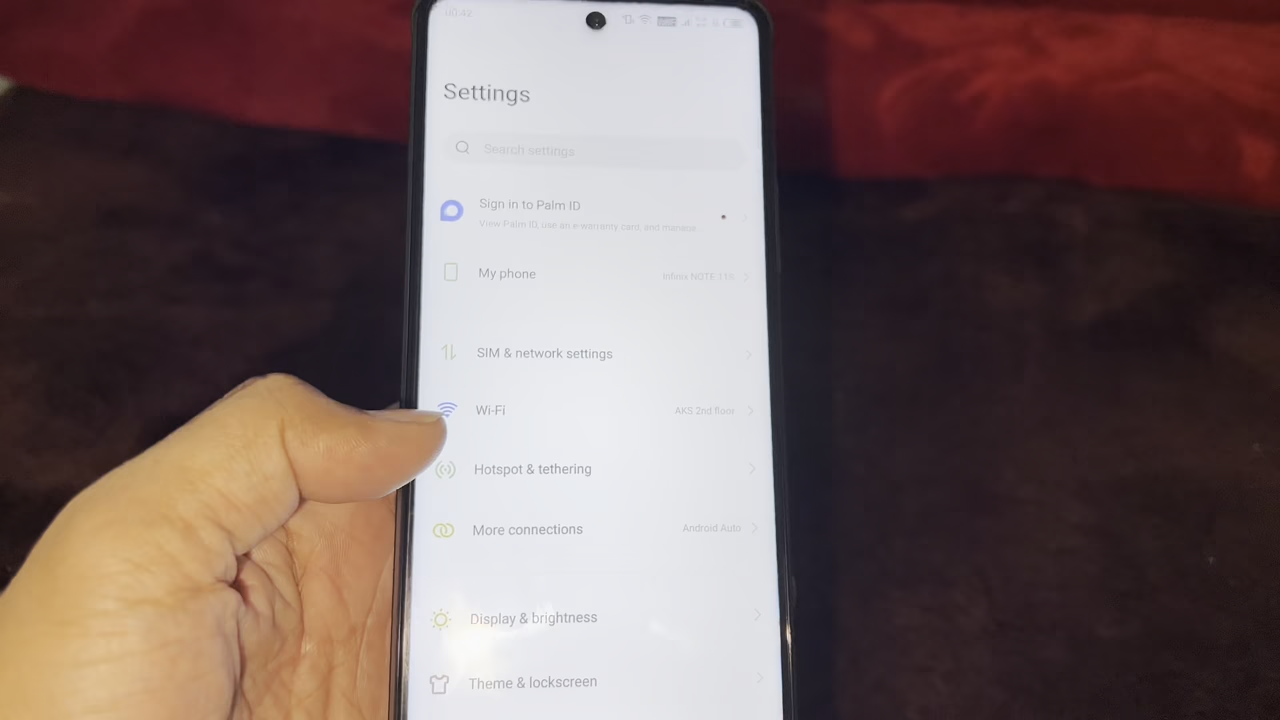 00:42
Settings
Search settings
Sign in to Palm ID
View Palm ID, use an e-warranty card, and manage...
My phone
Infinix NOTE 11S
SIM & network settings
Wi-Fi
AKS 2nd floor
Hotspot & tethering
More connections
Android Auto
Display & brightness
Theme & lockscreen